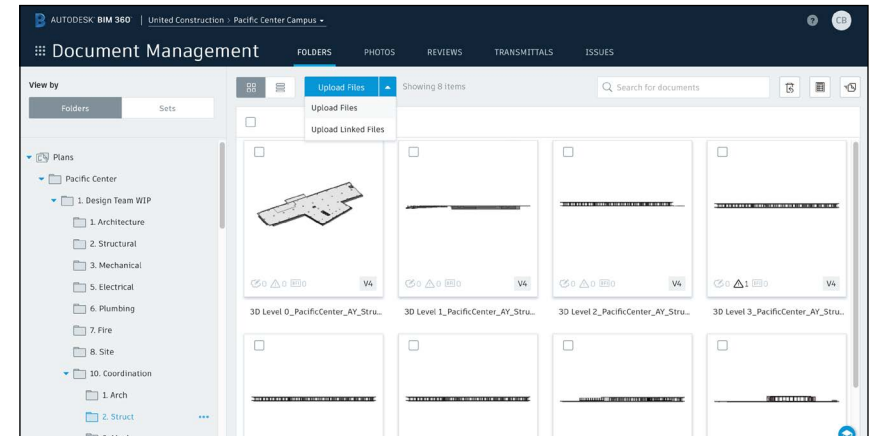 AUTODESK BIM 360 | United Construction > Pacific Center Campus
CB
Document Management FOLDERS PHOTOS REVIEWS TRANSMITTALS ISSUES
View by
Folders Sets
Upload Files Showing 8 items Search for documents
Upload Files
Upload Linked Files
Plans
Pacific Center
1. Design Team WIP
1. Architecture
2. Structural
3. Mechanical
5. Electrical
6. Plumbing
7. Fire
8. Site
10. Coordination
1. Arch
2. Struct
0 0 0 V4
0 0 0 V4
0 0 0 V4
0 1 0 V4
3D Level 0_PacificCenter_AY_Stru...
3D Level 1_PacificCenter_AY_Stru...
3D Level 2_PacificCenter_AY_Stru...
3D Level 3_PacificCenter_AY_Stru...